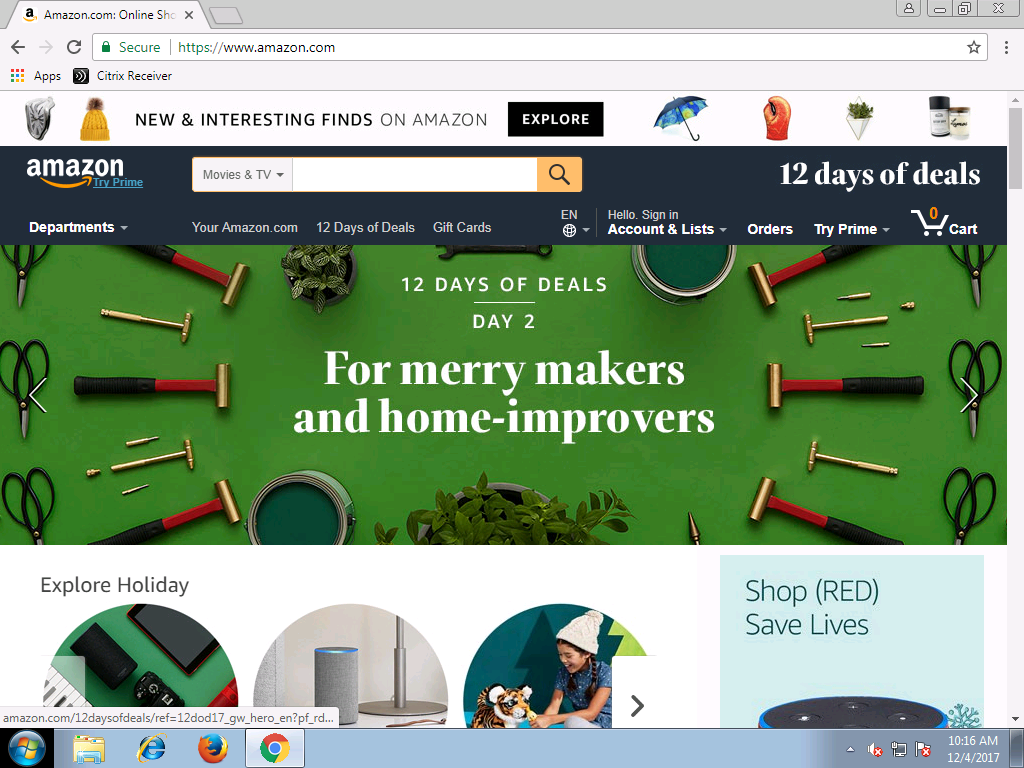 Amazon.com: Online Sho
Secure
https://www.amazon.com
Apps
Citrix Receiver
NEW & INTERESTING FINDS ON AMAZON
EXPLORE
amazon
Try Prime
Movies & TV
12 days of deals
Departments
Your Amazon.com
12 Days of Deals
Gift Cards
EN
Hello. Sign in
Account & Lists
Orders
Try Prime
0
Cart
12 DAYS OF DEALS
DAY 2
For merry makers
and home-improvers
Explore Holiday
Shop (RED)
Save Lives
amazon.com/12daysofdeals/ref=12dod17_gw_hero_en?pf_rd...
10:16 AM
12/4/2017